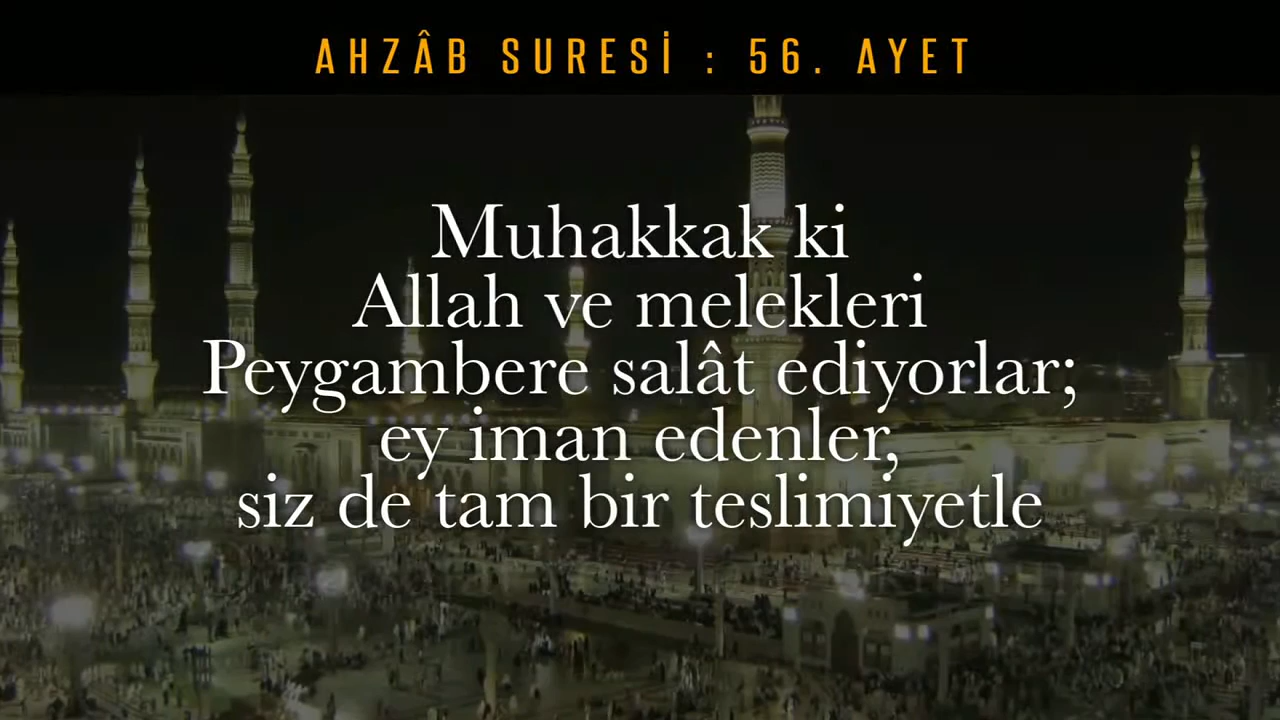 AHZÂB SURESİ : 56. AYET
Muhakkak ki
Allah ve melekleri
Peygambere salât ediyorlar;
ey iman edenler,
siz de tam bir teslimiyetle